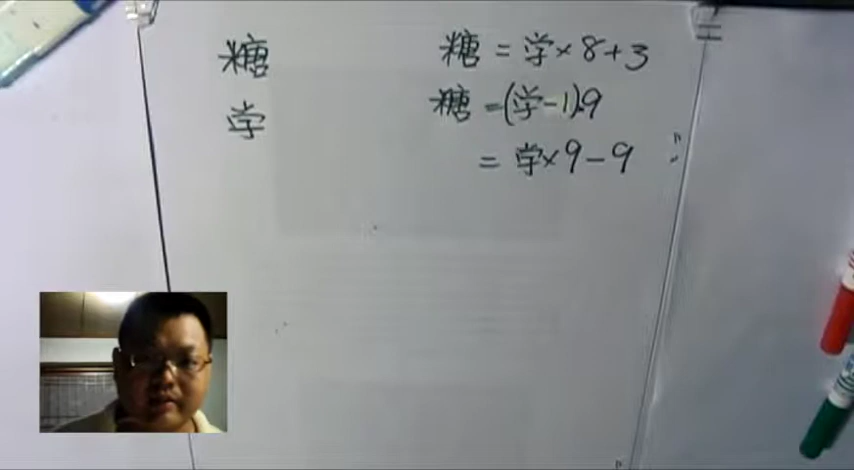 糖
学
糖 = 学×8+3
糖 =(学-1)9
= 学×9-9